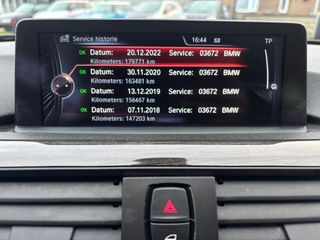 Service historie 16:44
TP
OK Datum: 20.12.2022 Service: 03672 BMW
Kilometers: 179771 km
OK Datum: 30.11.2020 Service: 03672 BMW
Kilometers: 163481 km
OK Datum: 13.12.2019 Service: 03672 BMW
Kilometers: 156467 km
OK Datum: 07.11.2018 Service: 03672 BMW
Kilometers: 147203 km